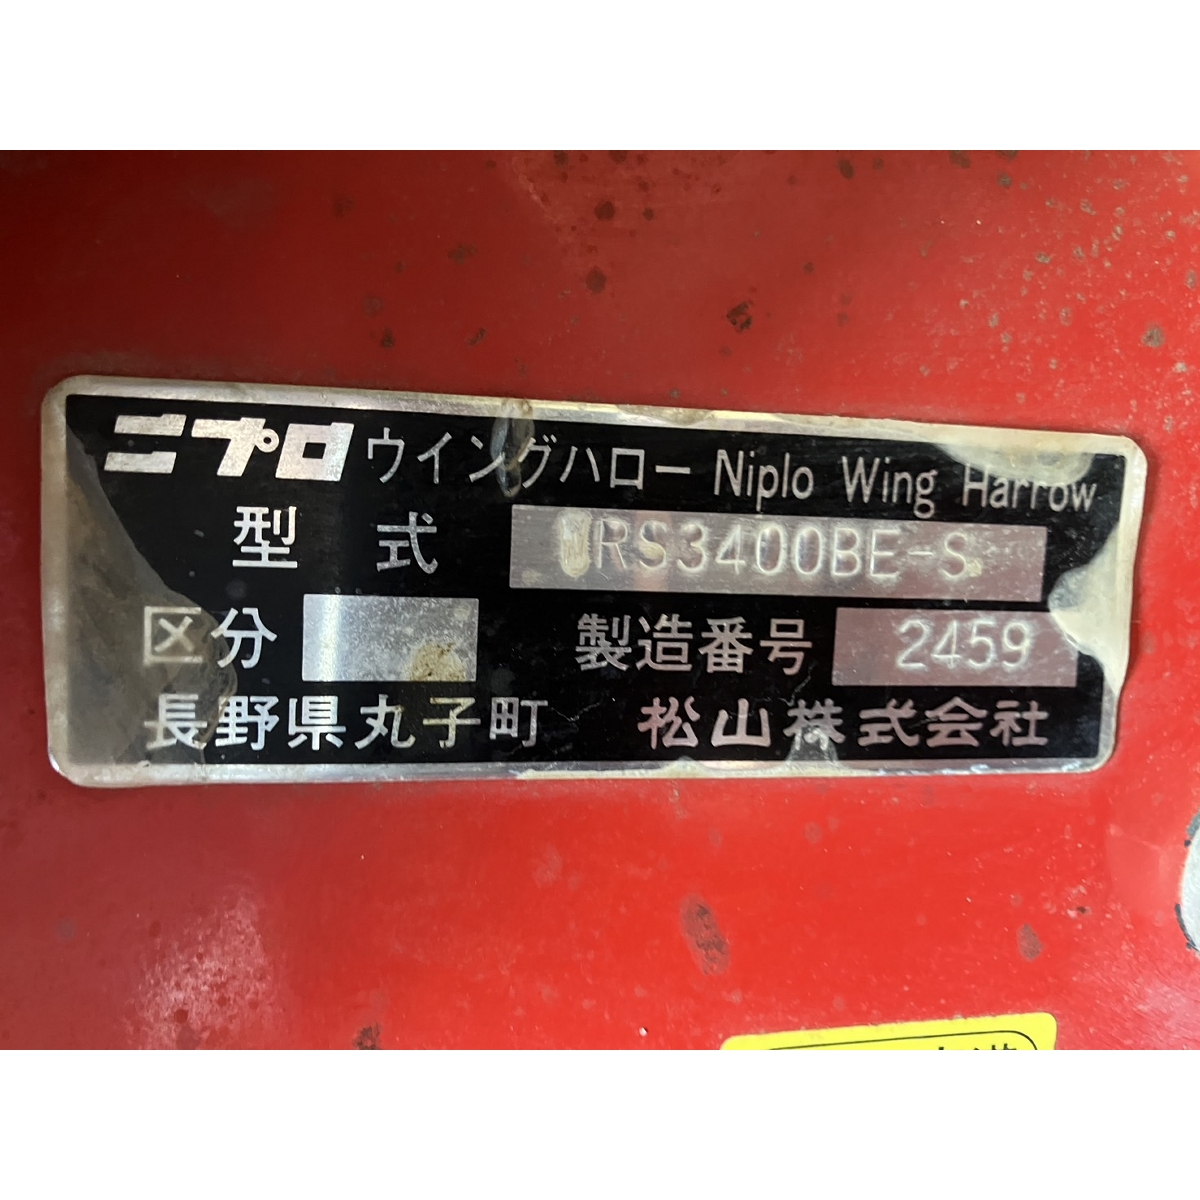 ニプロ ウイングハロー Niplo Wing Harrow
型式 WRS3400BE-S
区分 製造番号 2459
長野県丸子町 松山株式会社